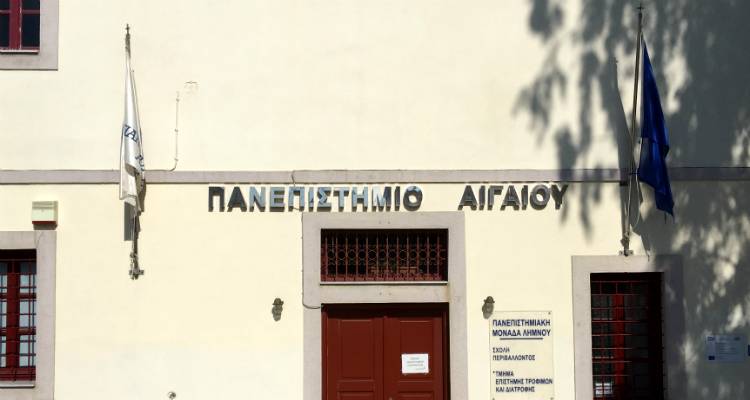 ΠΑΝΕΠΙΣΤΗΜΙΟ ΑΙΓΑΙΟΥ
ΠΑΝΕΠΙΣΤΗΜΙΑΚΗ
ΜΟΝΑΔΑ ΛΗΜΝΟΥ
ΣΧΟΛΗ
ΠΕΡΙΒΑΛΛΟΝΤΟΣ
*ΤΜΗΜΑ
ΕΠΙΣΤΗΜΗΣ ΤΡΟΦΙΜΩΝ
ΚΑΙ ΔΙΑΤΡΟΦΗΣ